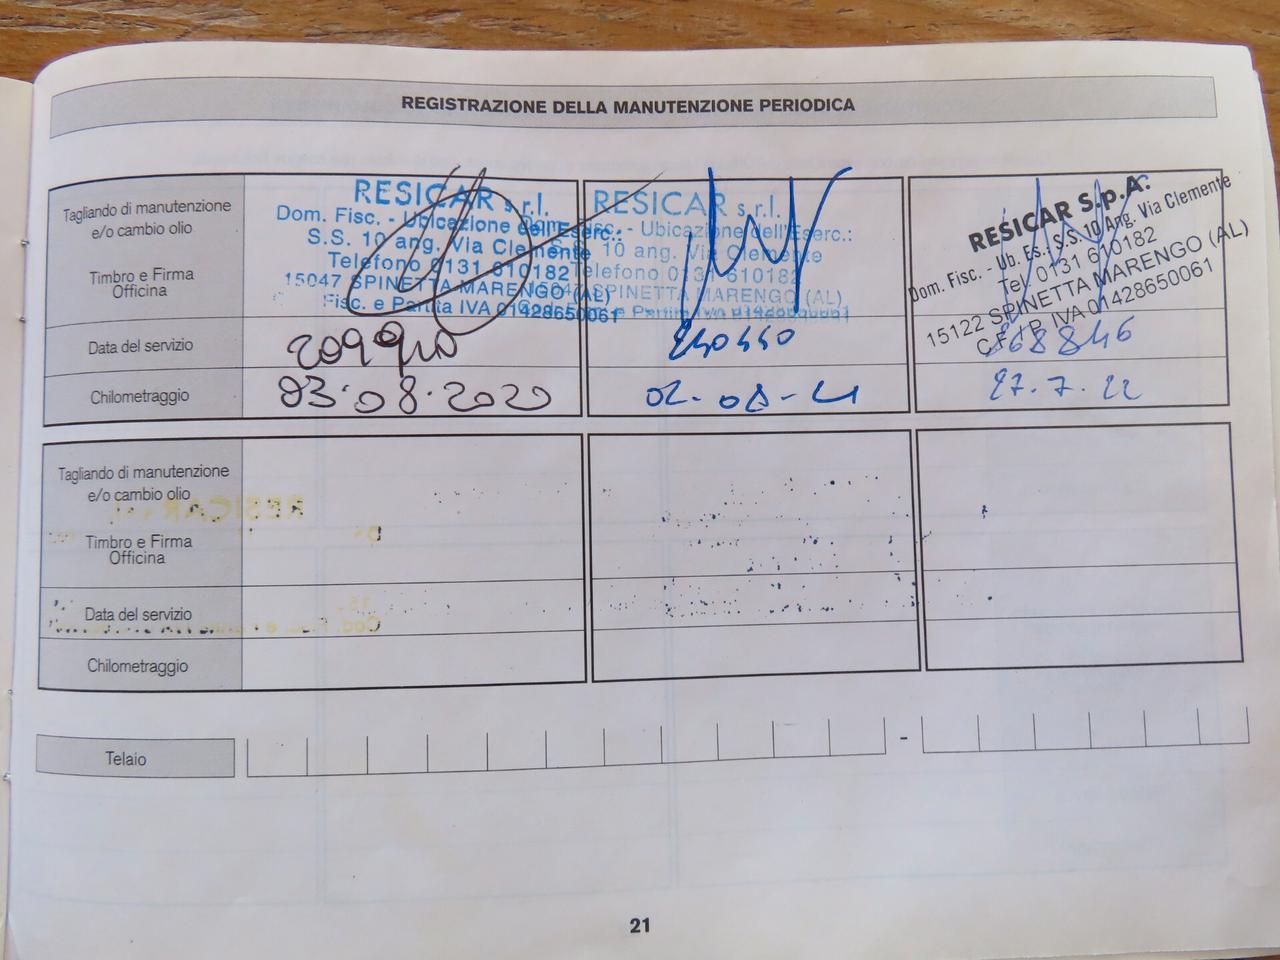 REGISTRAZIONE DELLA MANUTENZIONE PERIODICA
Tagliando di manutenzione
e/o cambio olio
Timbro e Firma
Officina
RESICAR s.r.l.
Dom. Fisc. - Ubicazione dell'Eserc.:
S.S. 10 ang. Via Clemente
Telefono 0131 610182
15047 SPINETTA MARENGO (AL)
Fisc. e Partita IVA 01428650061
RESICAR s.r.l.
Dom. Fisc. - Ubicazione dell'Eserc.:
S.S. 10 ang. Via Clemente
Telefono 0131 610182
15047 SPINETTA MARENGO (AL)
RESICAR S.p.A.
Dom. Fisc. - Ub. Es.: S.S. 10 Ang. Via Clemente
Tel. 0131 610182
15122 SPINETTA MARENGO (AL)
C.F./P. IVA 01428650061
Data del servizio
Chilometraggio
03.08.2020
02-08-21
27.7.22
Tagliando di manutenzione
e/o cambio olio
Timbro e Firma
Officina
Data del servizio
Chilometraggio
Telaio
-
21